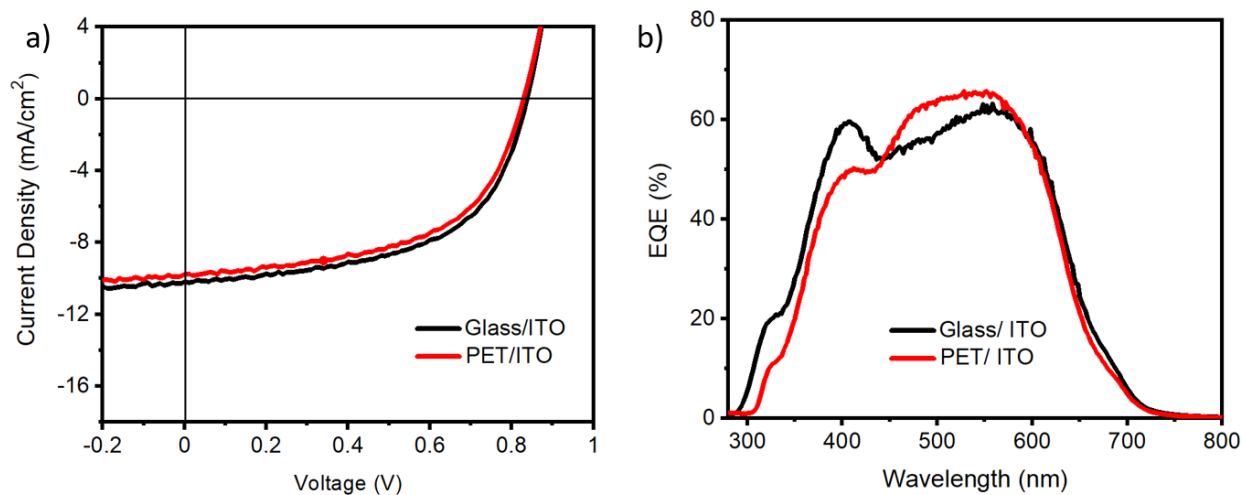 a)
Current Density (mA/cm²)
4
0
-4
-8
-12
-16
-0.2 0 0.2 0.4 0.6 0.8 1
Voltage (V)
Glass/ITO
PET/ITO
b)
EQE (%)
80
60
40
20
0
300 400 500 600 700 800
Wavelength (nm)
Glass/ ITO
PET/ ITO